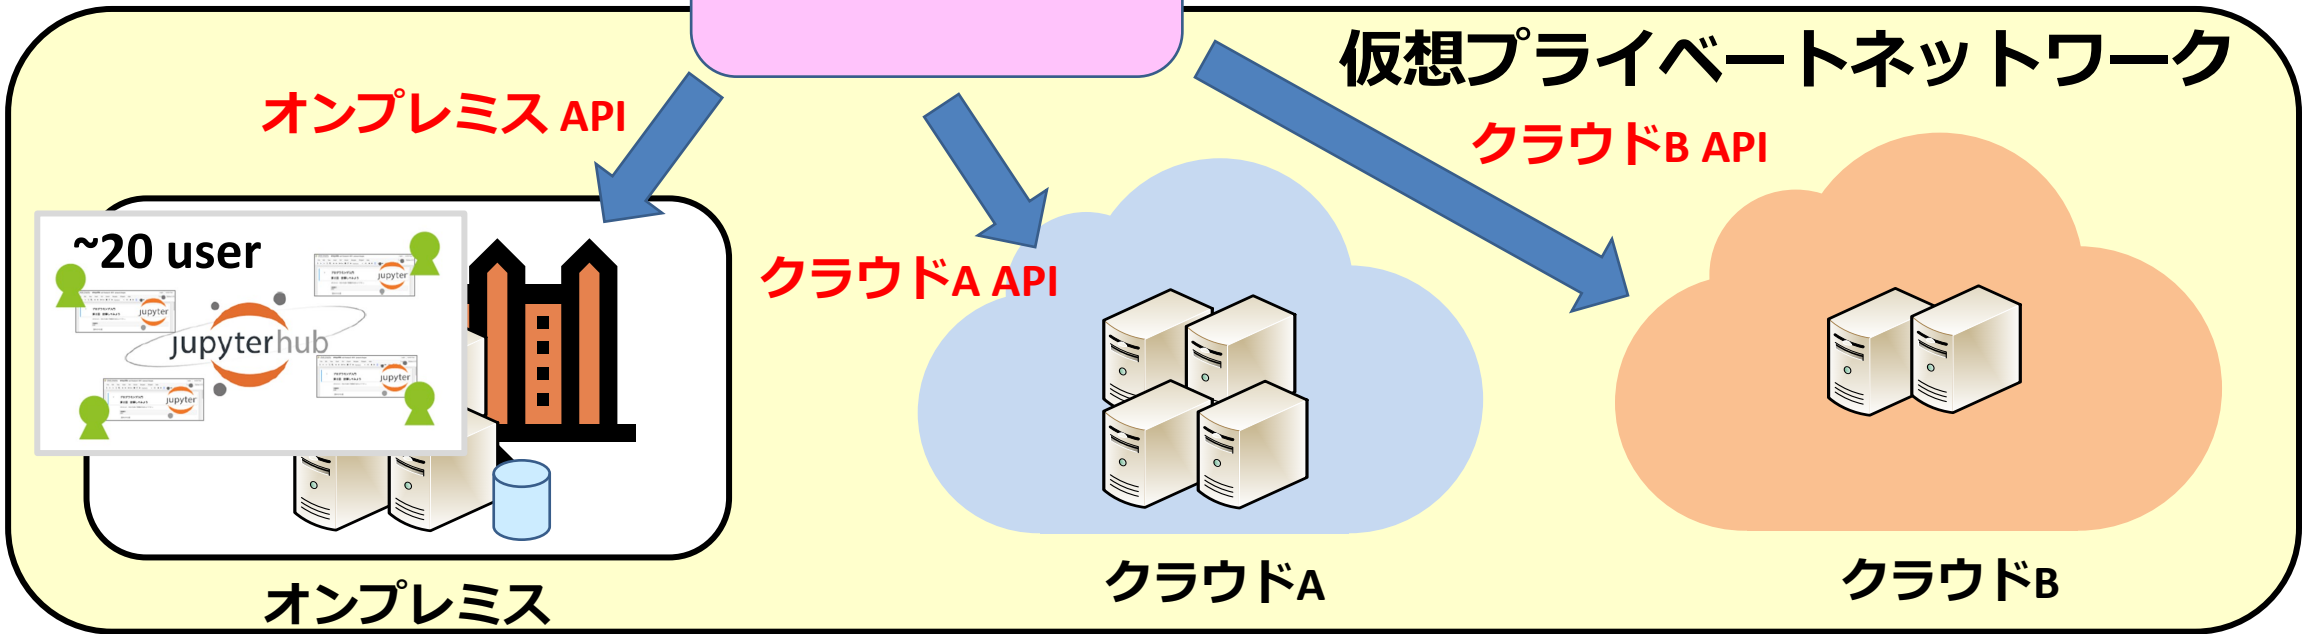 仮想プライベートネットワーク
オンプレミス API
クラウドB API
~20 user
クラウドA API
jupyter
jupyter
jupyterhub
jupyter
jupyter
オンプレミス
クラウドA
クラウドB